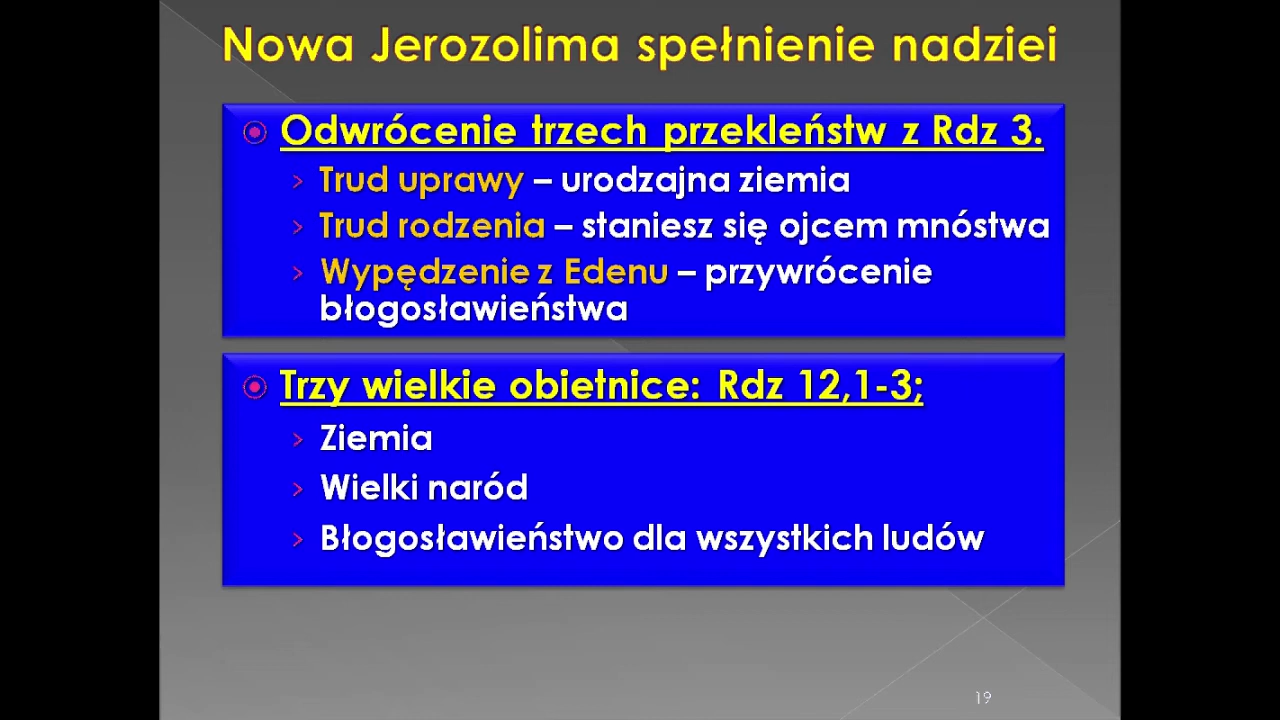 Nowa Jerozolima spełnienie nadziei
Odwrócenie trzech przekleństw z Rdz 3.
Trud uprawy – urodzajna ziemia
Trud rodzenia – staniesz się ojcem mnóstwa
Wypędzenie z Edenu – przywrócenie
błogosławieństwa
Trzy wielkie obietnice: Rdz 12,1-3;
Ziemia
Wielki naród
Błogosławieństwo dla wszystkich ludów
19